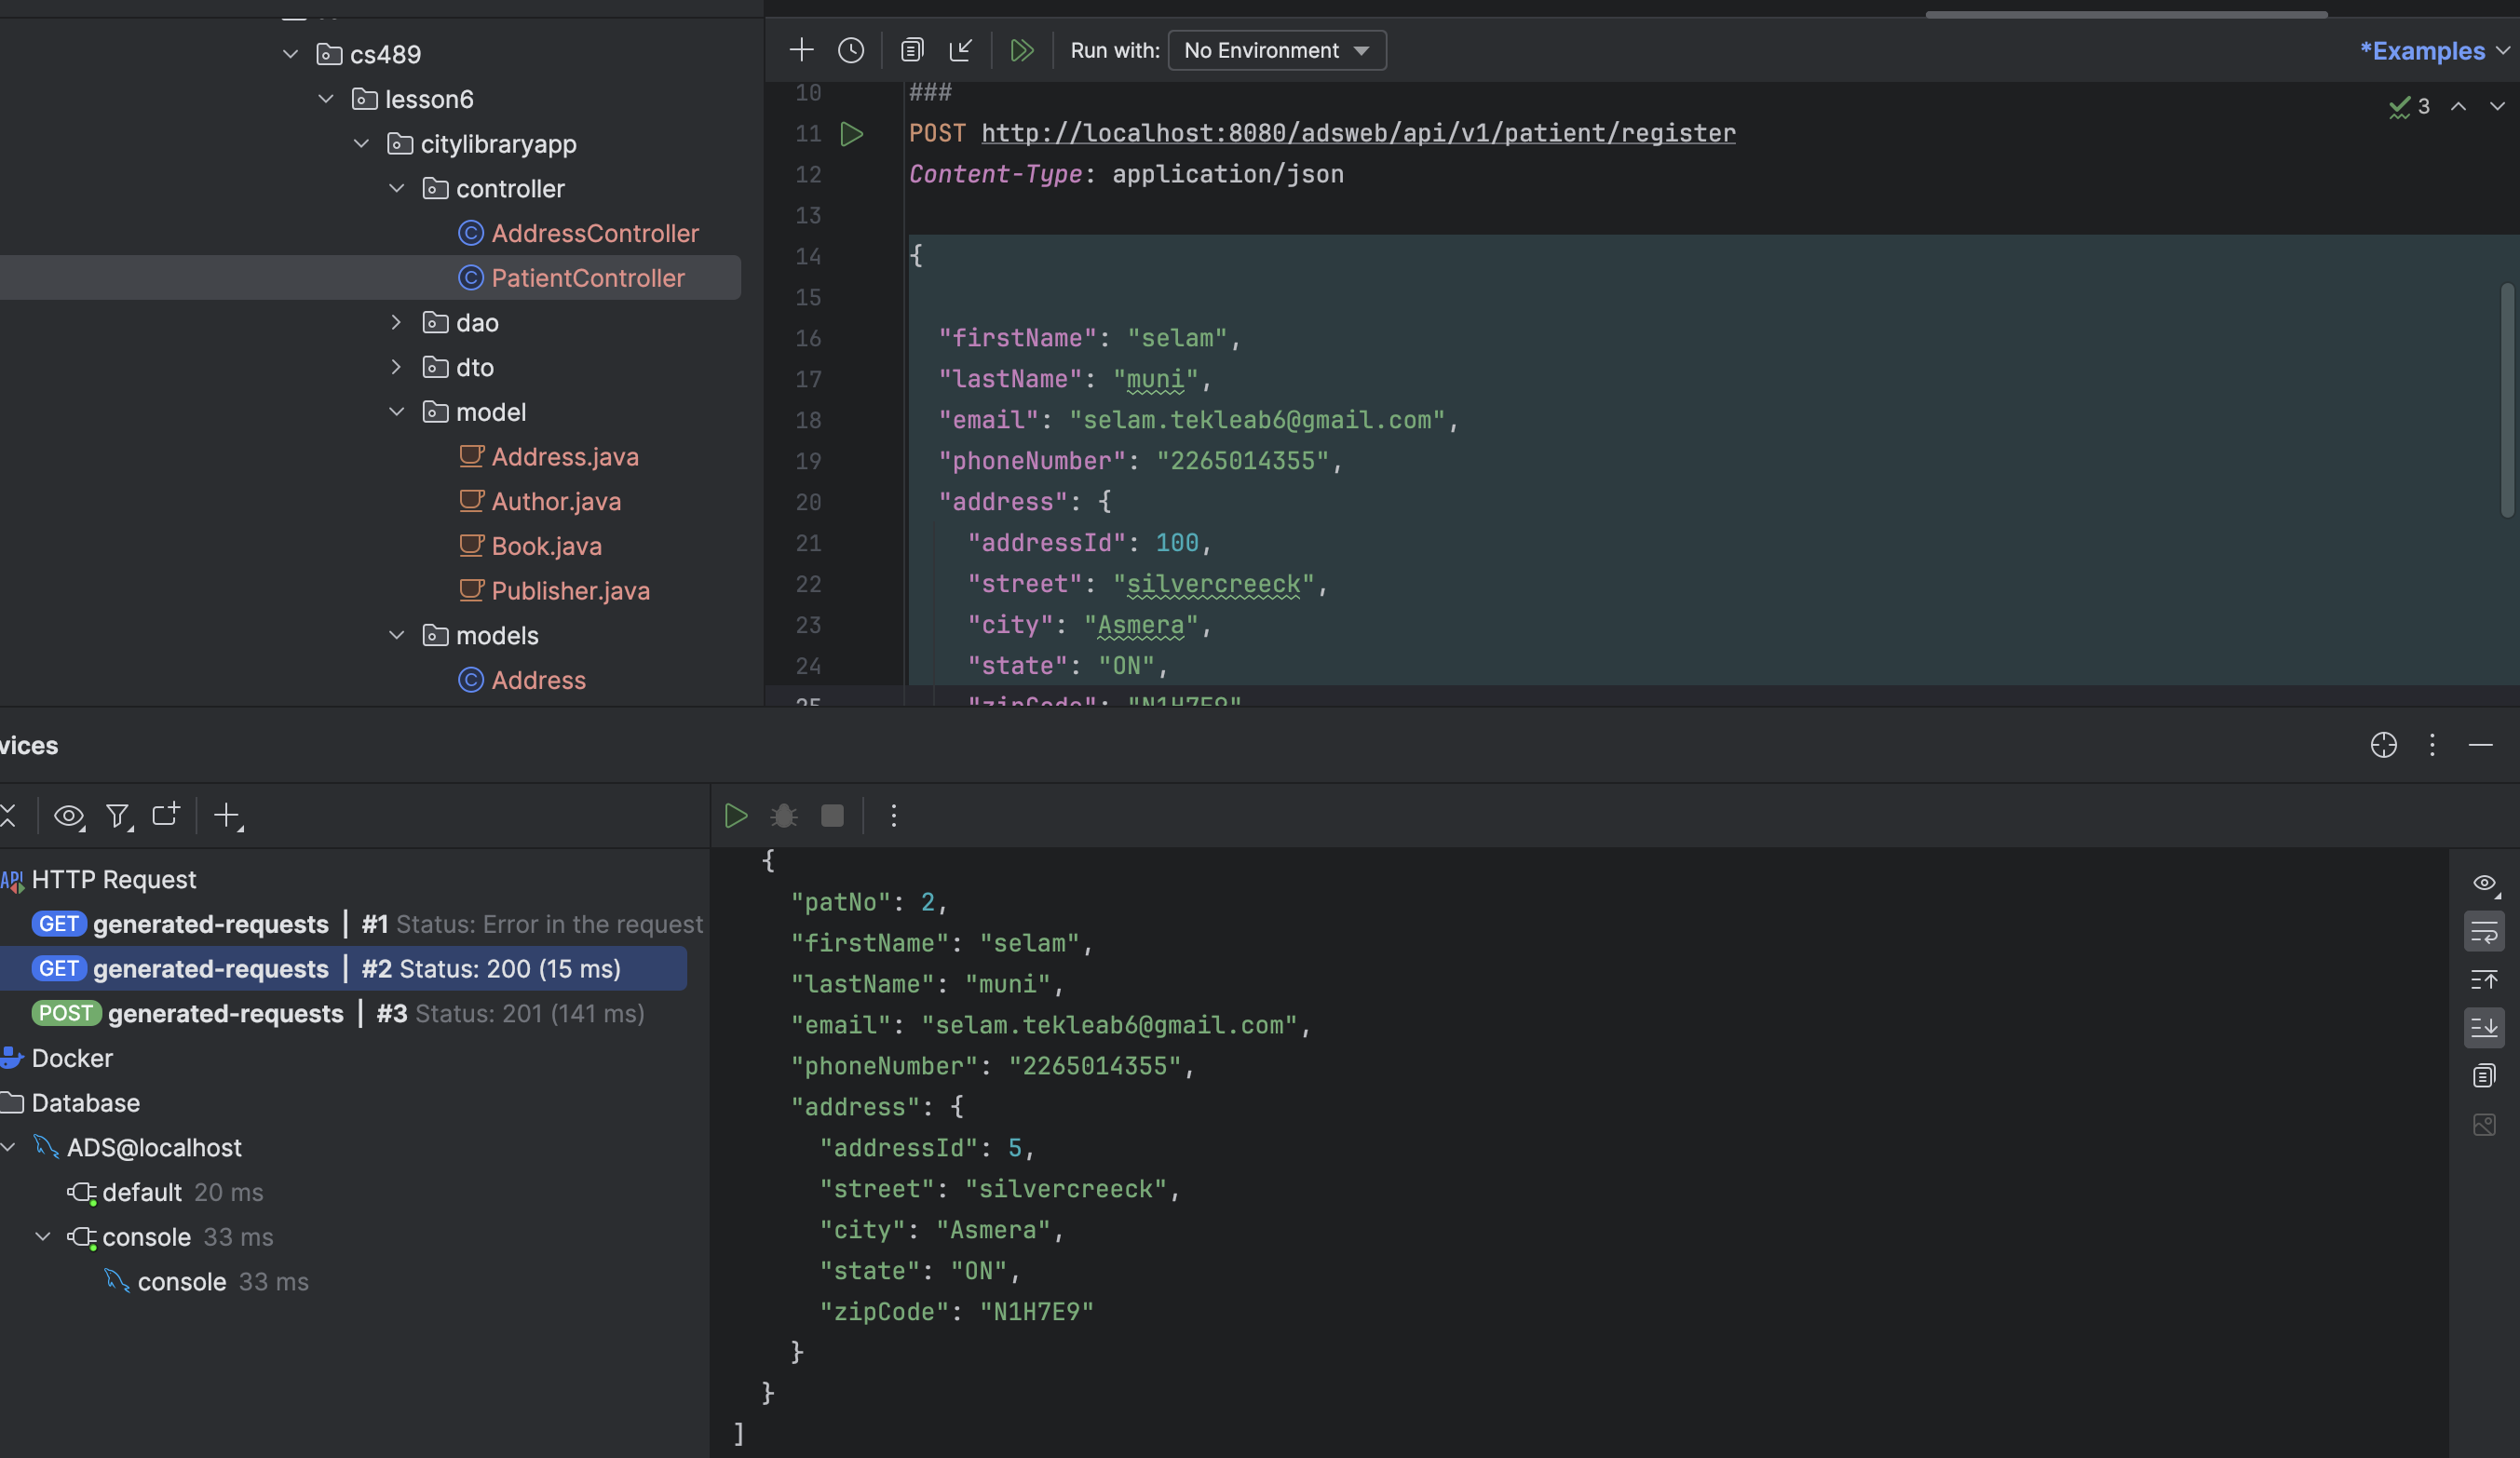 cs489
lesson6
citylibraryapp
controller
AddressController
PatientController
dao
dto
model
Address.java
Author.java
Book.java
Publisher.java
models
Address
Run with: No Environment
*Examples
3
10 ###
11 POST http://localhost:8080/adsweb/api/v1/patient/register
12 Content-Type: application/json
13
14 {
15
16 "firstName": "selam",
17 "lastName": "muni",
18 "email": "selam.tekleab6@gmail.com",
19 "phoneNumber": "2265014355",
20 "address": {
21 "addressId": 100,
22 "street": "silvercreeck",
23 "city": "Asmera",
24 "state": "ON",
25 "zipCode": "N1H7E9"
vices
API HTTP Request
GET generated-requests | #1 Status: Error in the request
GET generated-requests | #2 Status: 200 (15 ms)
POST generated-requests | #3 Status: 201 (141 ms)
Docker
Database
ADS@localhost
default 20 ms
console 33 ms
console 33 ms
{
"patNo": 2,
"firstName": "selam",
"lastName": "muni",
"email": "selam.tekleab6@gmail.com",
"phoneNumber": "2265014355",
"address": {
"addressId": 5,
"street": "silvercreeck",
"city": "Asmera",
"state": "ON",
"zipCode": "N1H7E9"
}
}
]